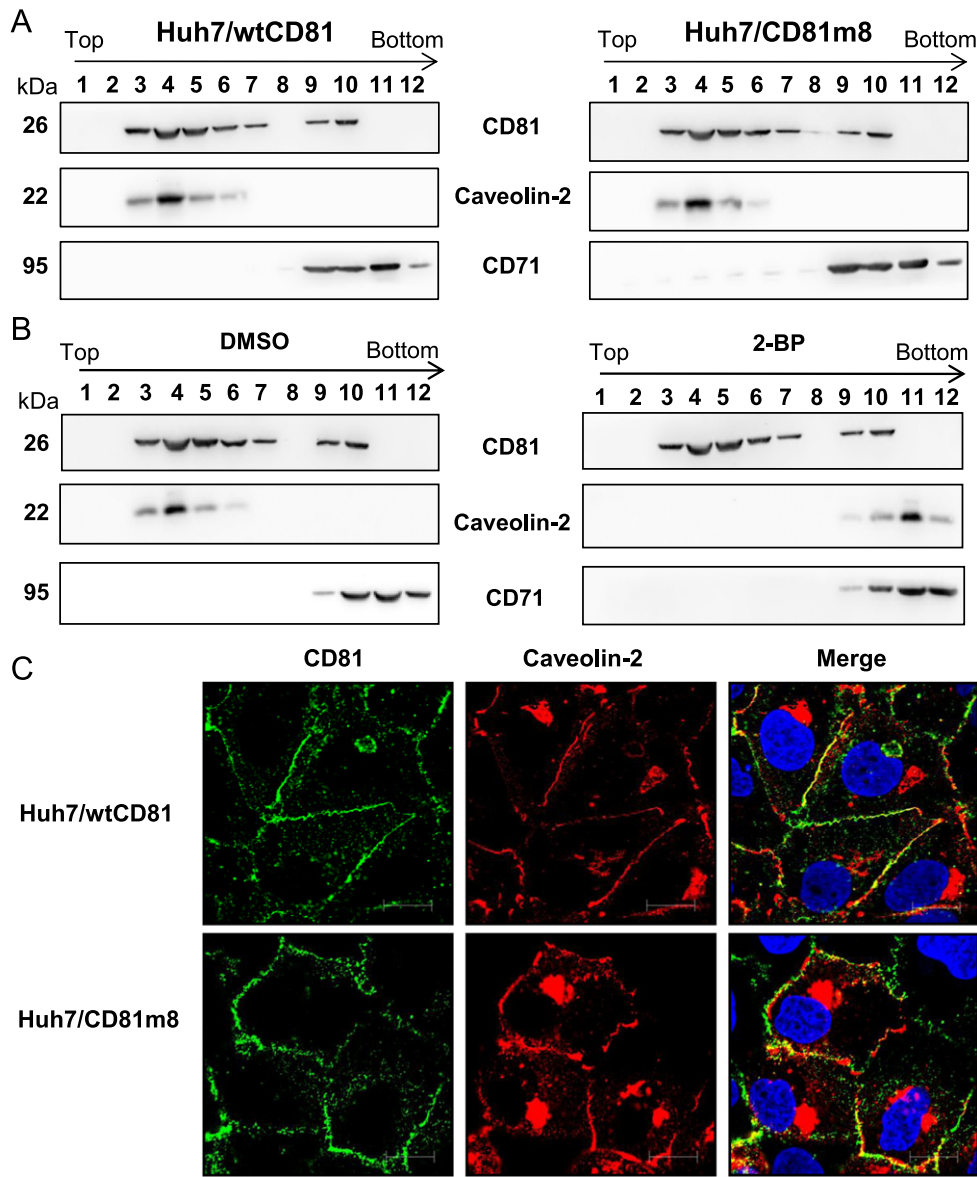 A
Huh7/wtCD81
Top Bottom
kDa 1 2 3 4 5 6 7 8 9 10 11 12
26
22
95
Huh7/CD81m8
Top Bottom
1 2 3 4 5 6 7 8 9 10 11 12
CD81
Caveolin-2
CD71
B
DMSO
Top Bottom
kDa 1 2 3 4 5 6 7 8 9 10 11 12
26
22
95
2-BP
Top Bottom
1 2 3 4 5 6 7 8 9 10 11 12
CD81
Caveolin-2
CD71
C
CD81 Caveolin-2 Merge
Huh7/wtCD81
Huh7/CD81m8